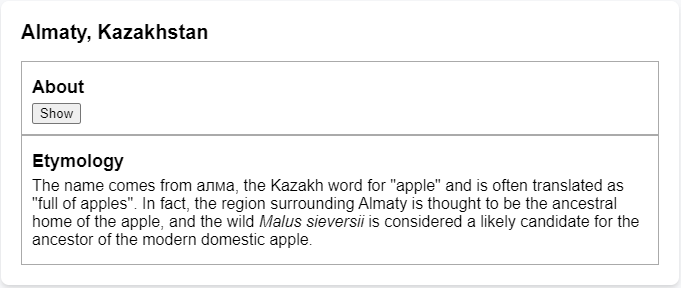 Almaty, Kazakhstan
About
Show
Etymology
The name comes from алма, the Kazakh word for "apple" and is often translated as
"full of apples". In fact, the region surrounding Almaty is thought to be the ancestral
home of the apple, and the wild Malus sieversii is considered a likely candidate for the
ancestor of the modern domestic apple.